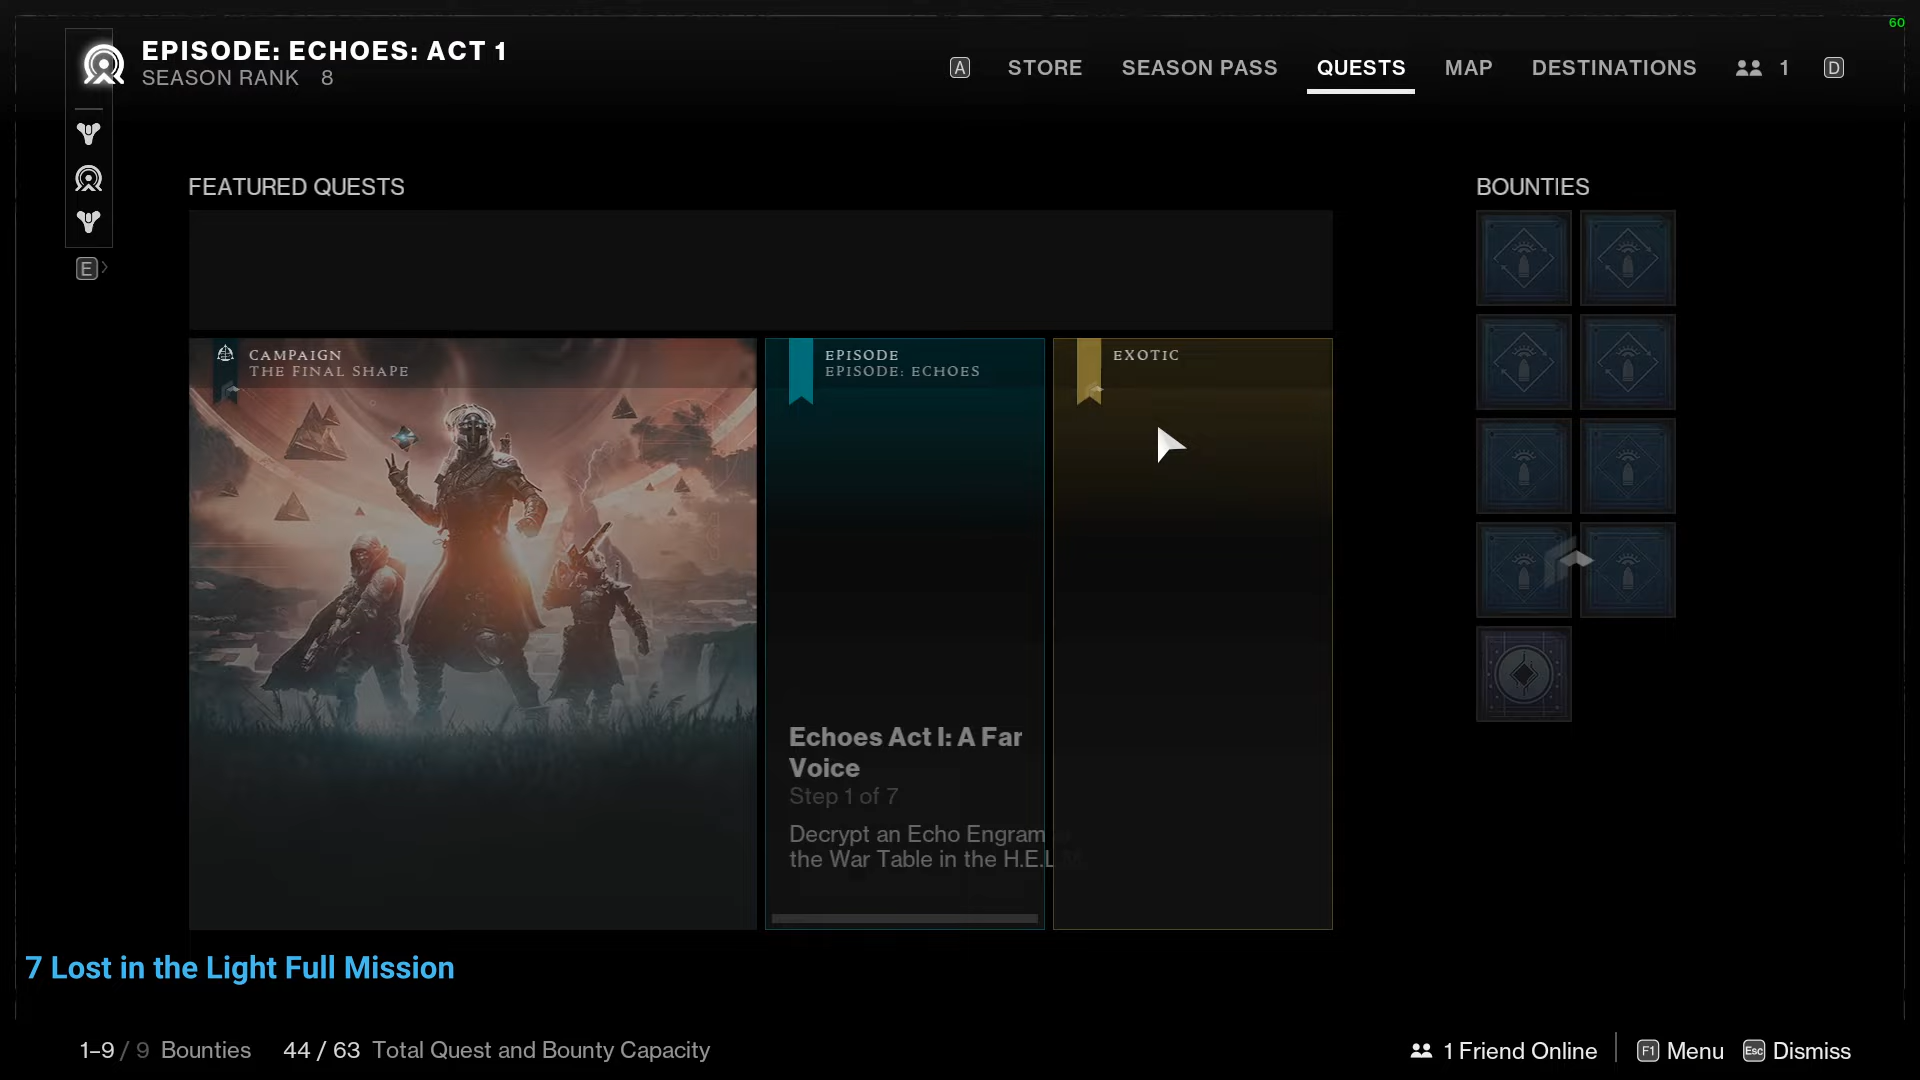 60
EPISODE: ECHOES: ACT 1
SEASON RANK 8
A STORE SEASON PASS QUESTS MAP DESTINATIONS 1 D
E
FEATURED QUESTS
BOUNTIES
CAMPAIGN
THE FINAL SHAPE
EPISODE
EPISODE: ECHOES
EXOTIC
Echoes Act I: A Far
Voice
Step 1 of 7
Decrypt an Echo Engram
the War Table in the H.E.L
7 Lost in the Light Full Mission
1–9 / 9 Bounties 44 / 63 Total Quest and Bounty Capacity
1 Friend Online F1 Menu Esc Dismiss